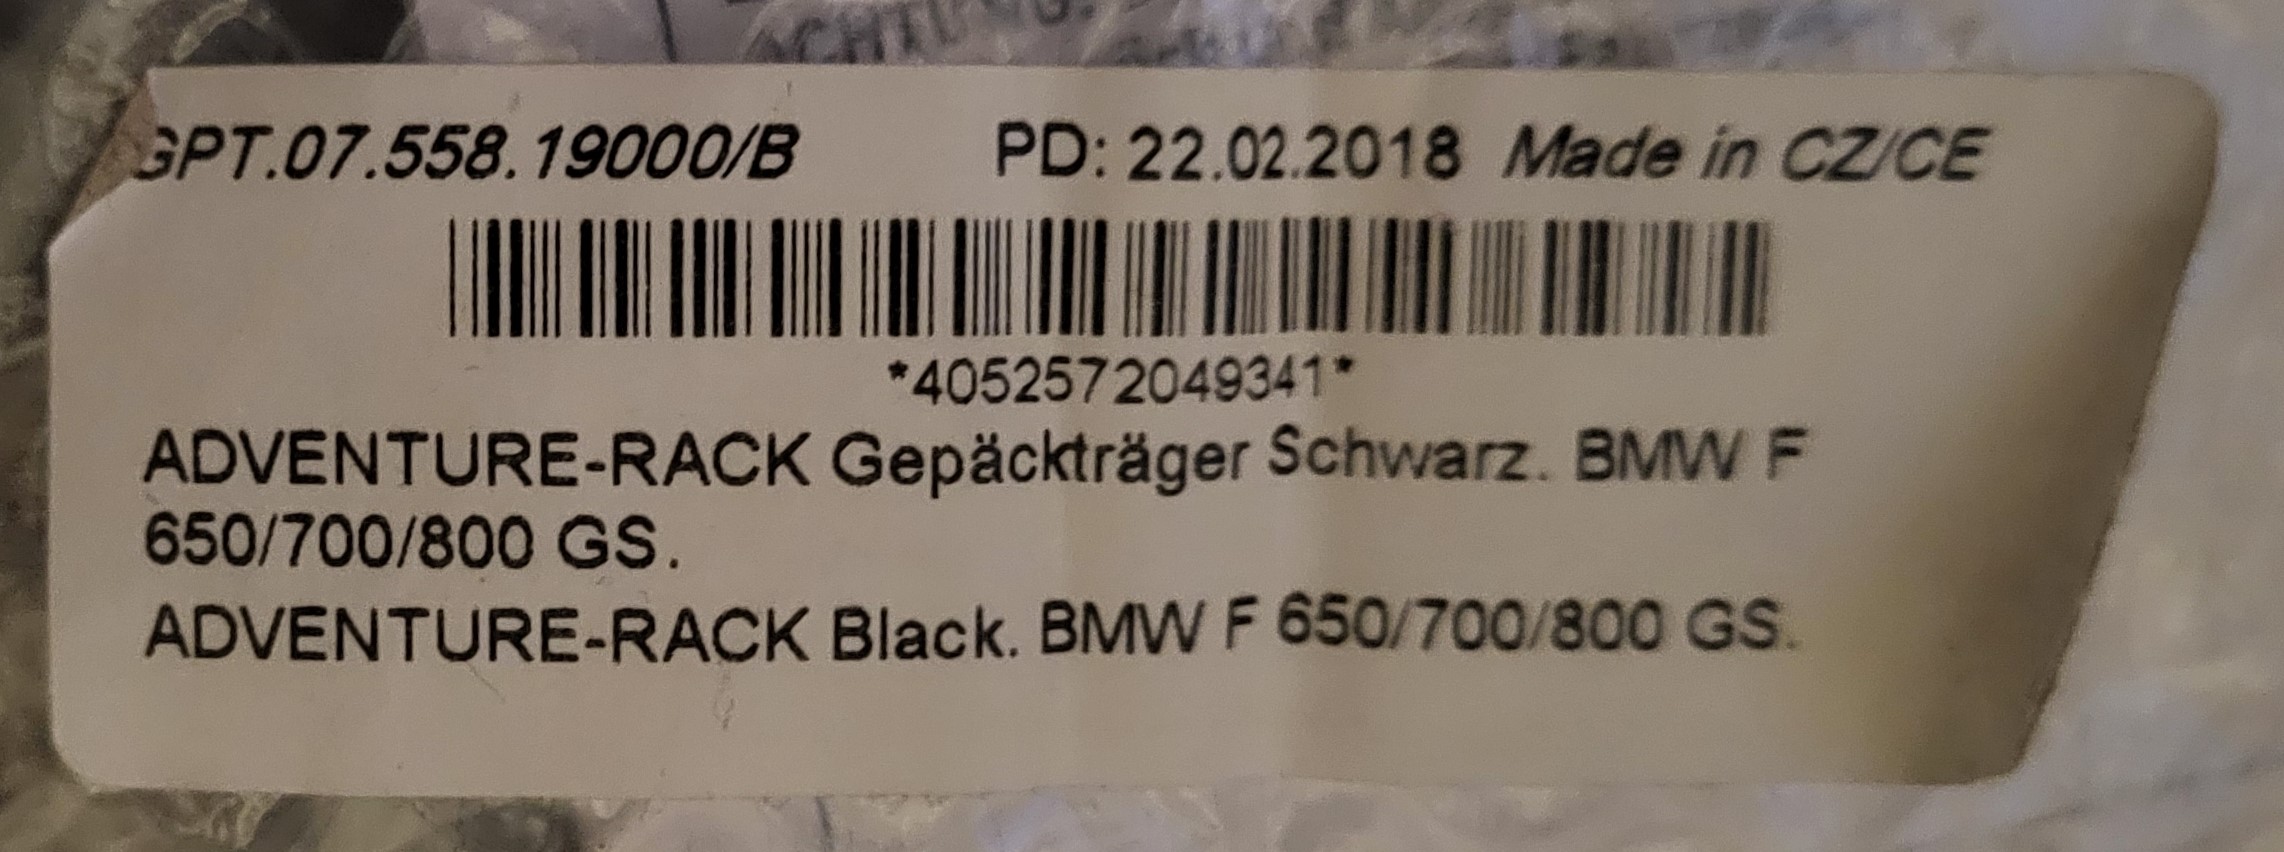 GPT.07.558.19000/B PD: 22.02.2018 Made in CZ/CE
*4052572049341*
ADVENTURE-RACK Gepäckträger Schwarz. BMW F
650/700/800 GS.
ADVENTURE-RACK Black. BMW F 650/700/800 GS.